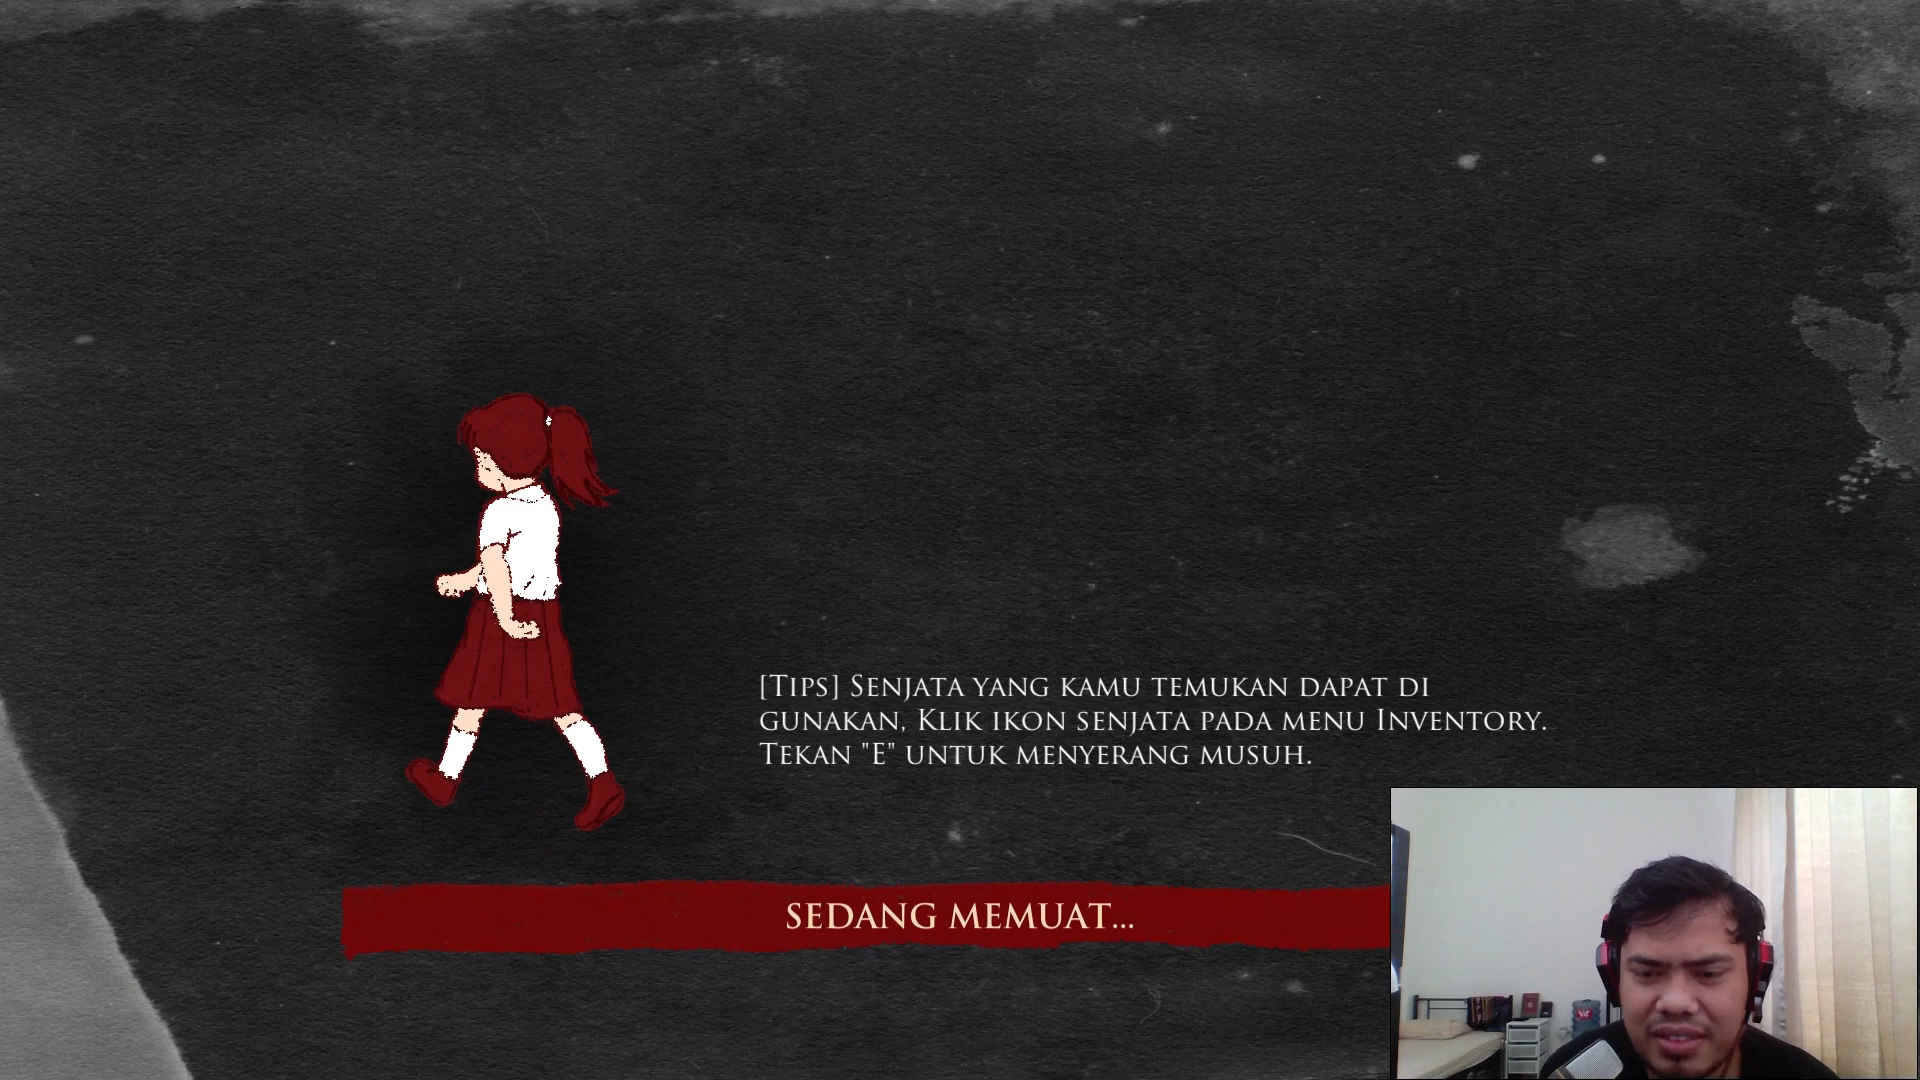 [Tips] Senjata yang kamu temukan dapat di
gunakan, Klik ikon senjata pada menu Inventory.
Tekan "E" untuk menyerang musuh.
SEDANG MEMUAT...